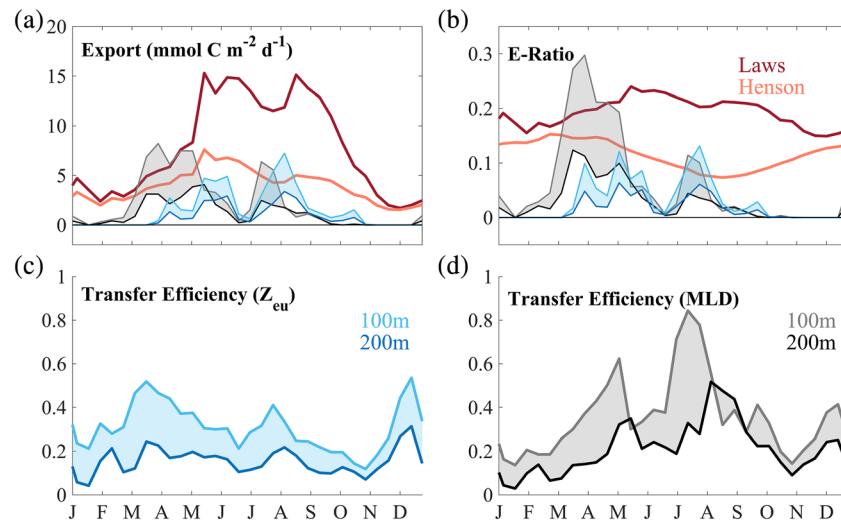 (a)
Export (mmol C m⁻² d⁻¹)
20
15
10
5
0
(b)
E-Ratio
Laws
Henson
0.3
0.2
0.1
0
(c)
Transfer Efficiency (Zeu)
100m
200m
1
0.8
0.6
0.4
0.2
0
J F M A M J J A S O N D
(d)
Transfer Efficiency (MLD)
100m
200m
1
0.8
0.6
0.4
0.2
0
J F M A M J J A S O N D